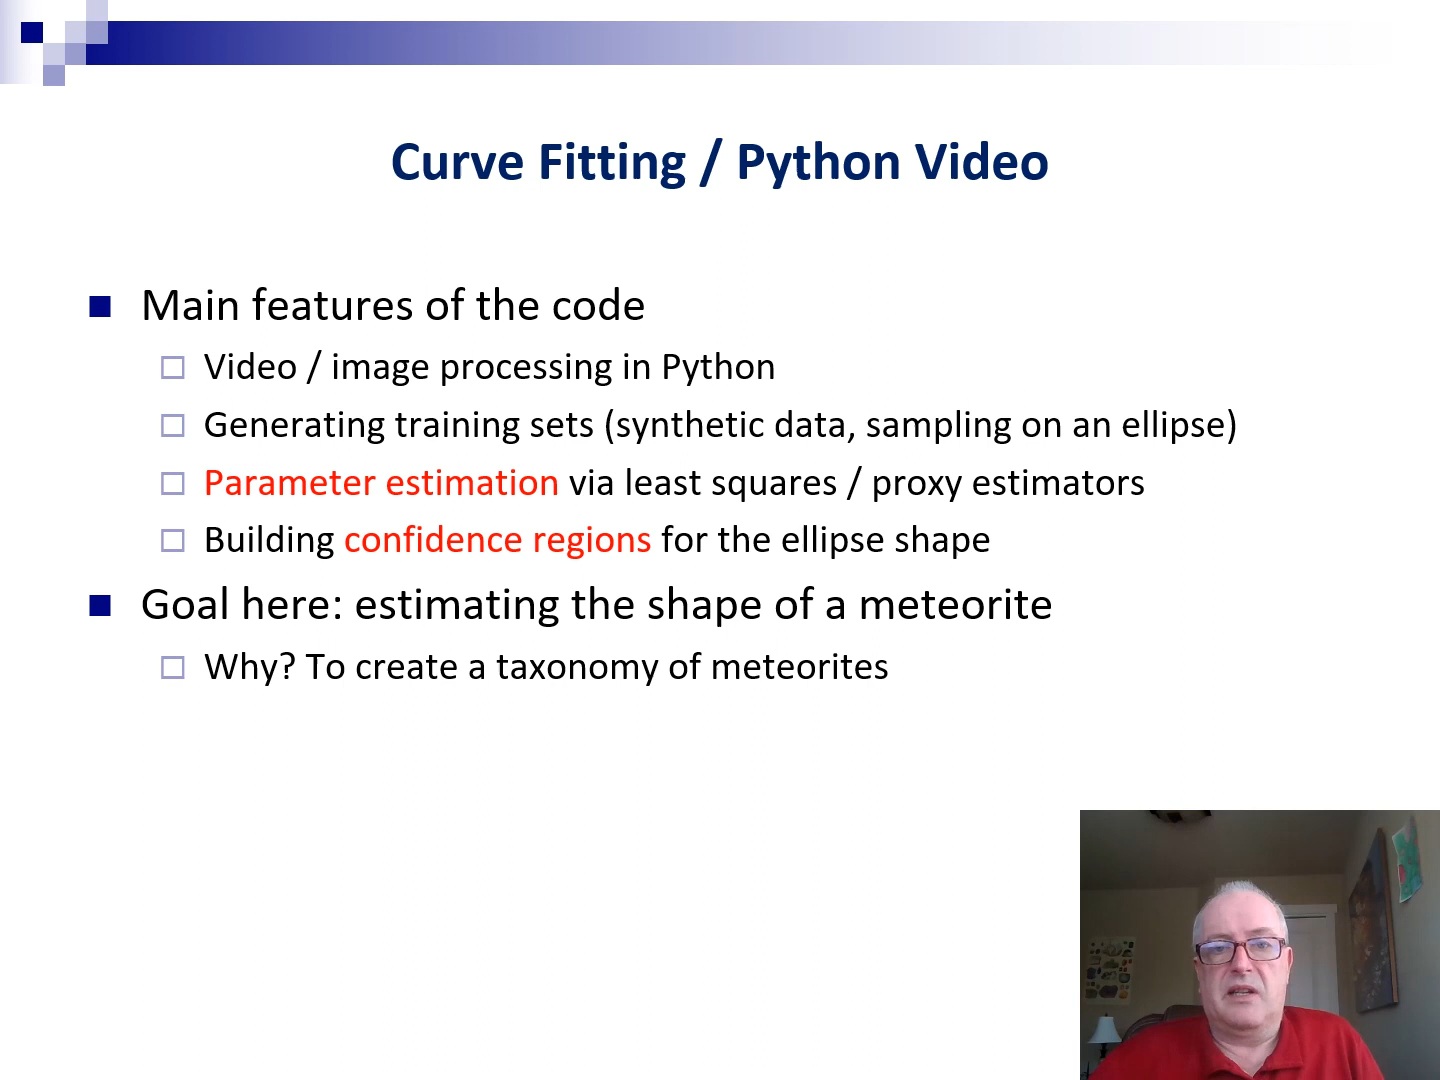 Curve Fitting / Python Video
Main features of the code
Video / image processing in Python
Generating training sets (synthetic data, sampling on an ellipse)
Parameter estimation via least squares / proxy estimators
Building confidence regions for the ellipse shape
Goal here: estimating the shape of a meteorite
Why? To create a taxonomy of meteorites